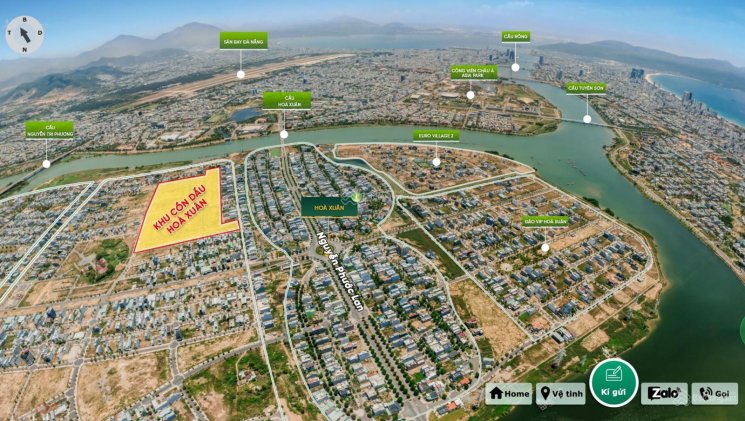 B
T
D
N
SÂN BAY ĐÀ NẴNG
CẦU RỒNG
CÔNG VIÊN CHÂU Á
ASIA PARK
CẦU TUYÊN SƠN
CẦU
HOÀ XUÂN
CẦU
NGUYỄN TRI PHƯƠNG
EURO VILLAGE 2
KHU CỒN DẦU
HOÀ XUÂN
HOÀ XUÂN
ĐẢO VIP HOÀ XUÂN
Nguyễn Phước Lan
Home
Vệ tinh
Kí gửi
Zalo
Gọi